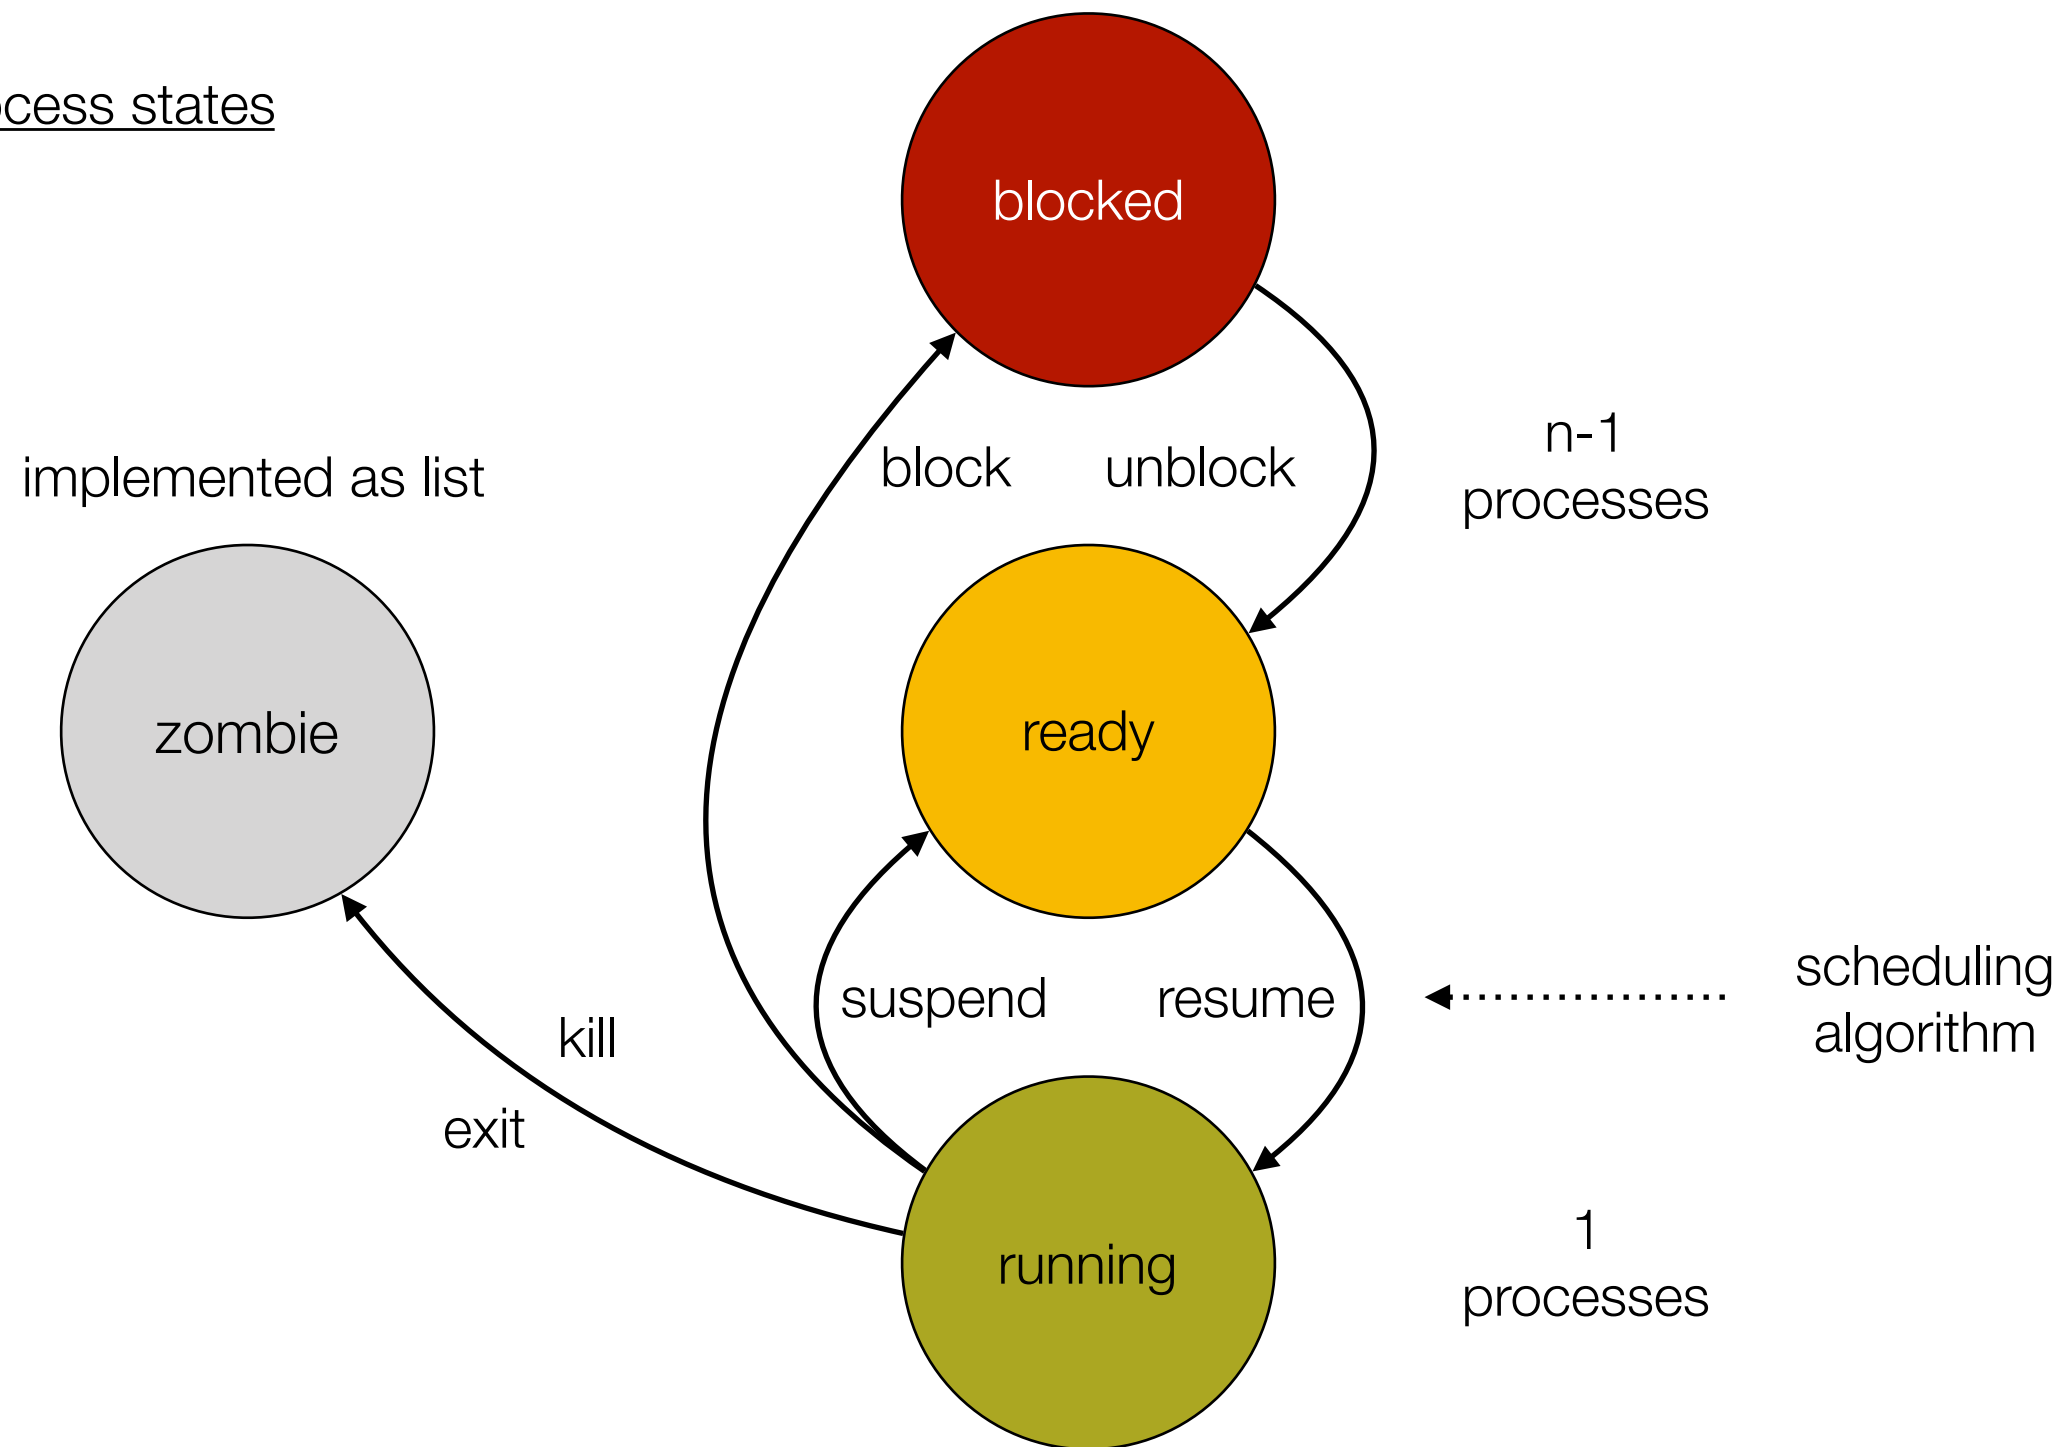 ocess states
blocked
block
unblock
n-1
processes
implemented as list
zombie
ready
suspend
resume
scheduling
algorithm
kill
exit
running
1
processes